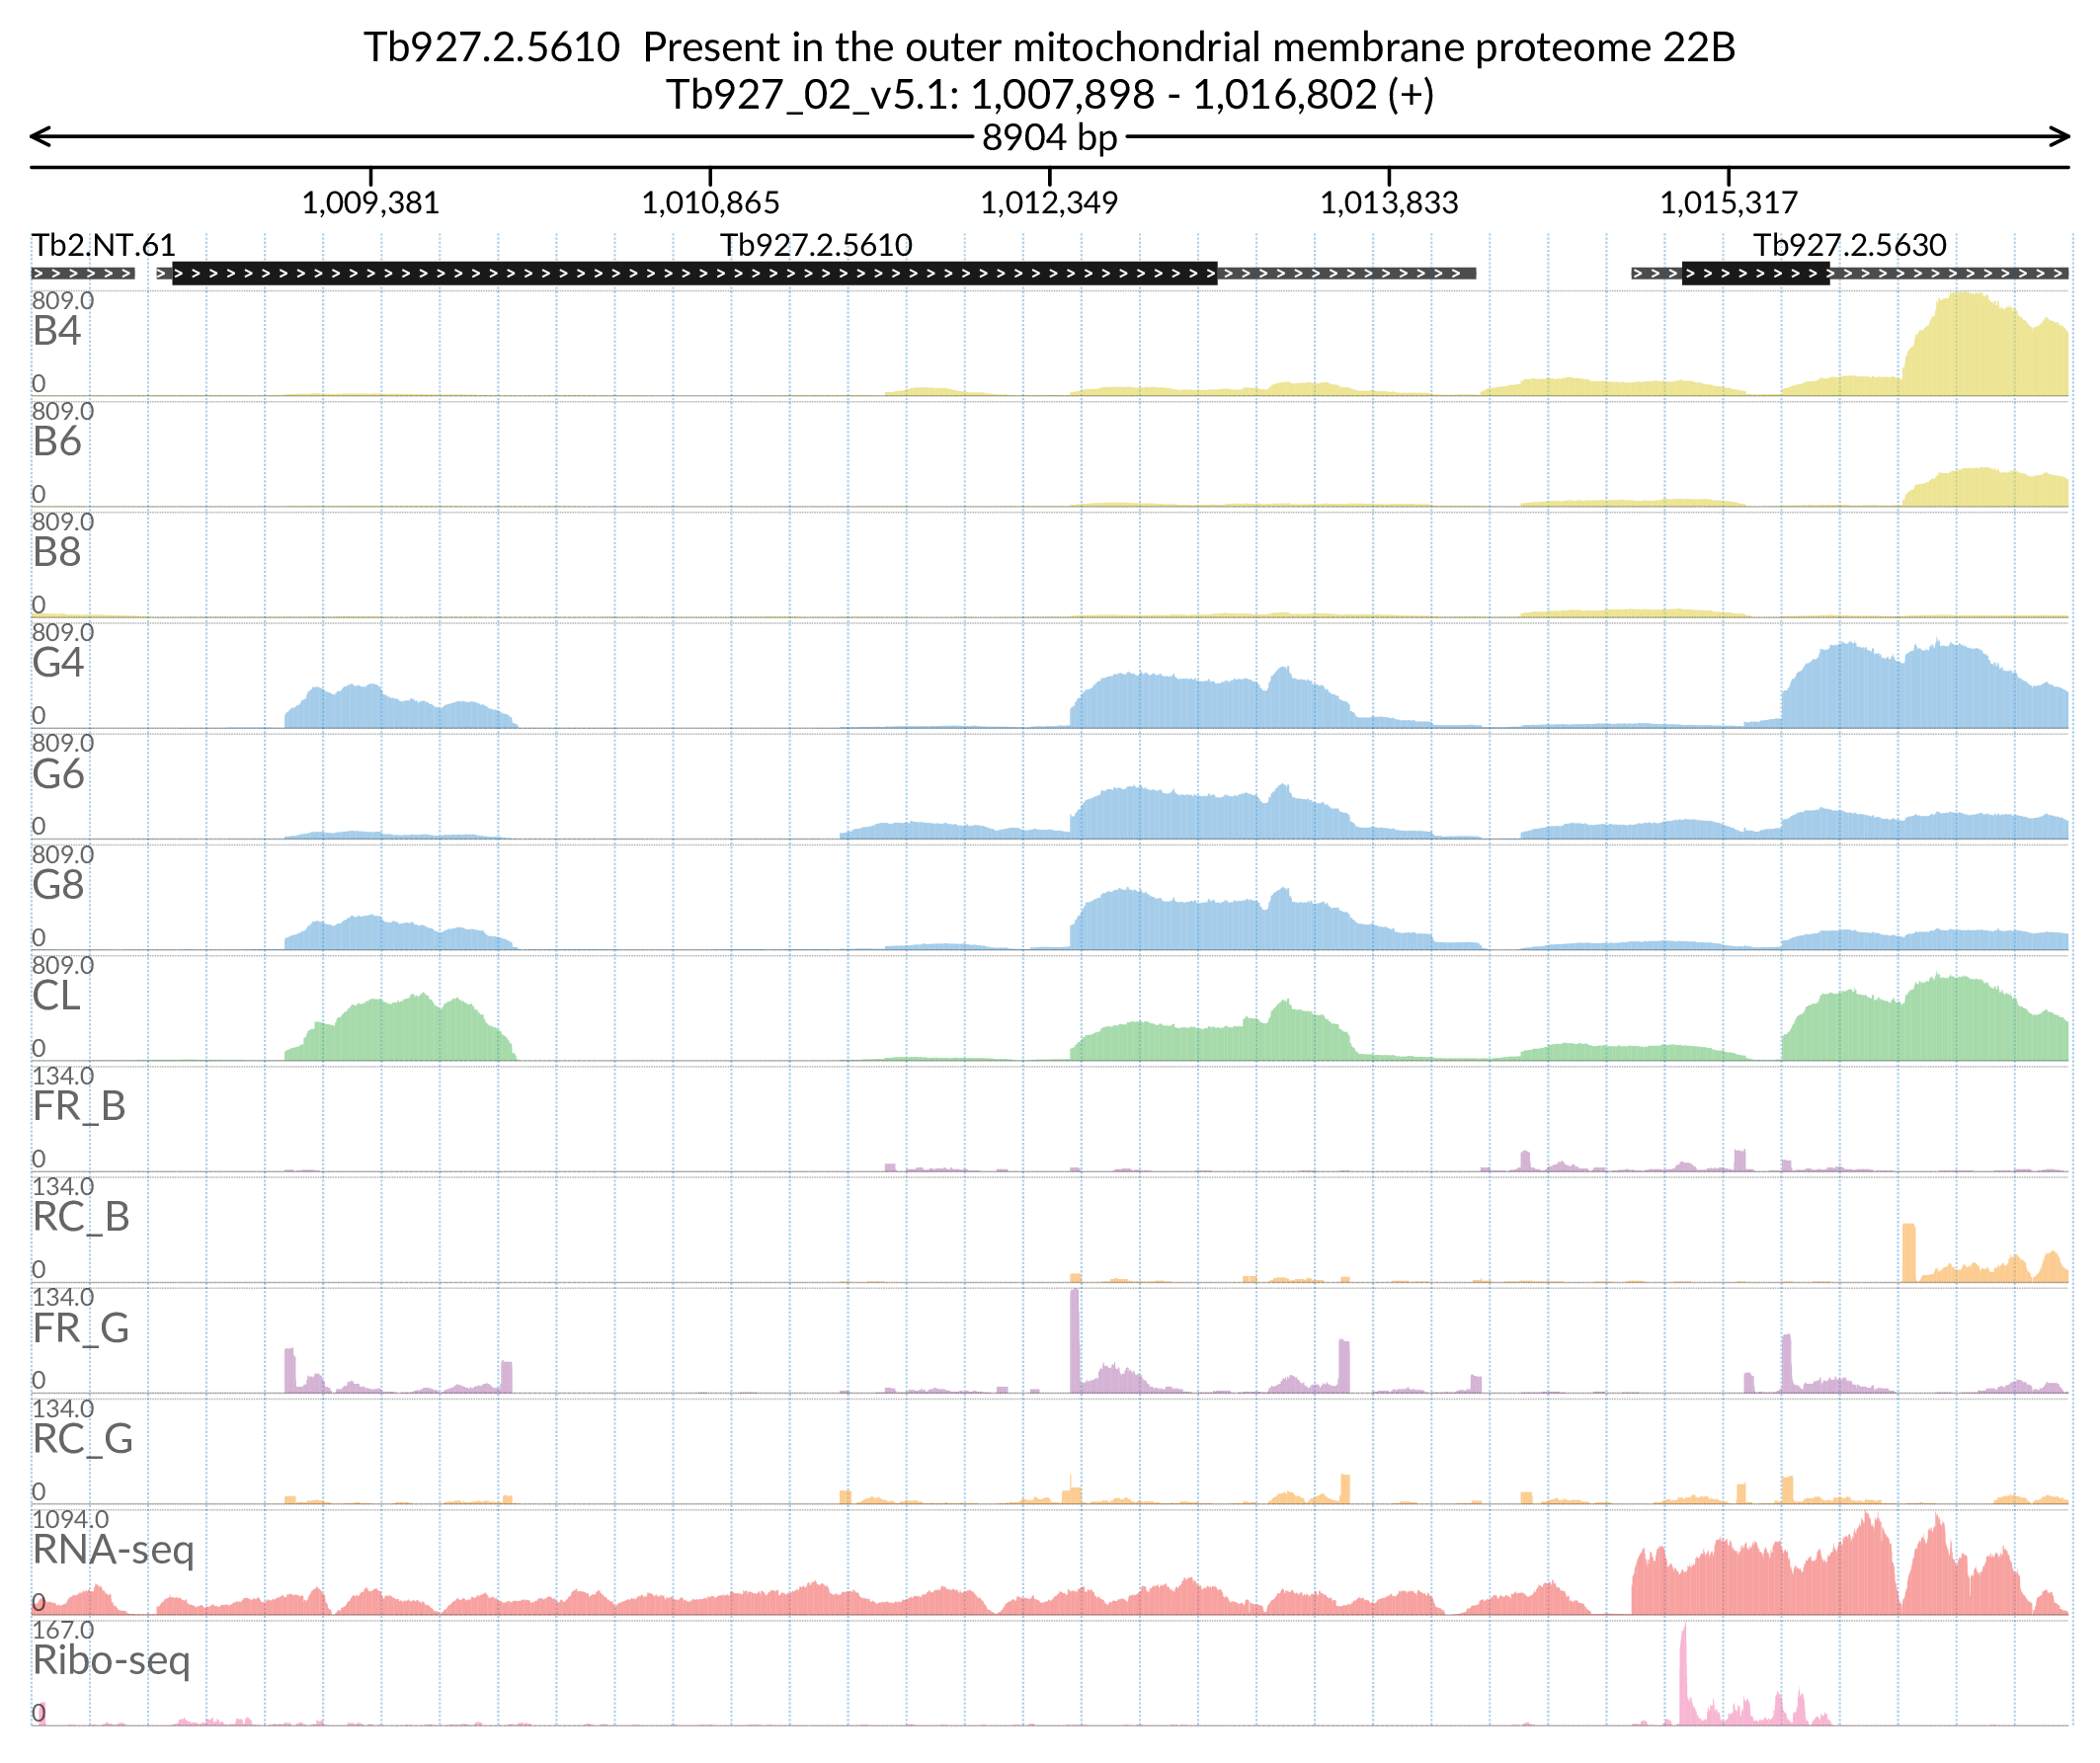 Tb927.2.5610 Present in the outer mitochondrial membrane proteome 22B
Tb927_02_v5.1: 1,007,898 - 1,016,802 (+)
8904 bp
1,009,381 1,010,865 1,012,349 1,013,833 1,015,317
Tb2.NT.61 Tb927.2.5610 Tb927.2.5630
809.0
B4
0
809.0
B6
0
809.0
B8
0
809.0
G4
0
809.0
G6
0
809.0
G8
0
809.0
CL
0
134.0
FR_B
0
134.0
RC_B
0
134.0
FR_G
0
134.0
RC_G
0
1094.0
RNA-seq
0
167.0
Ribo-seq
0